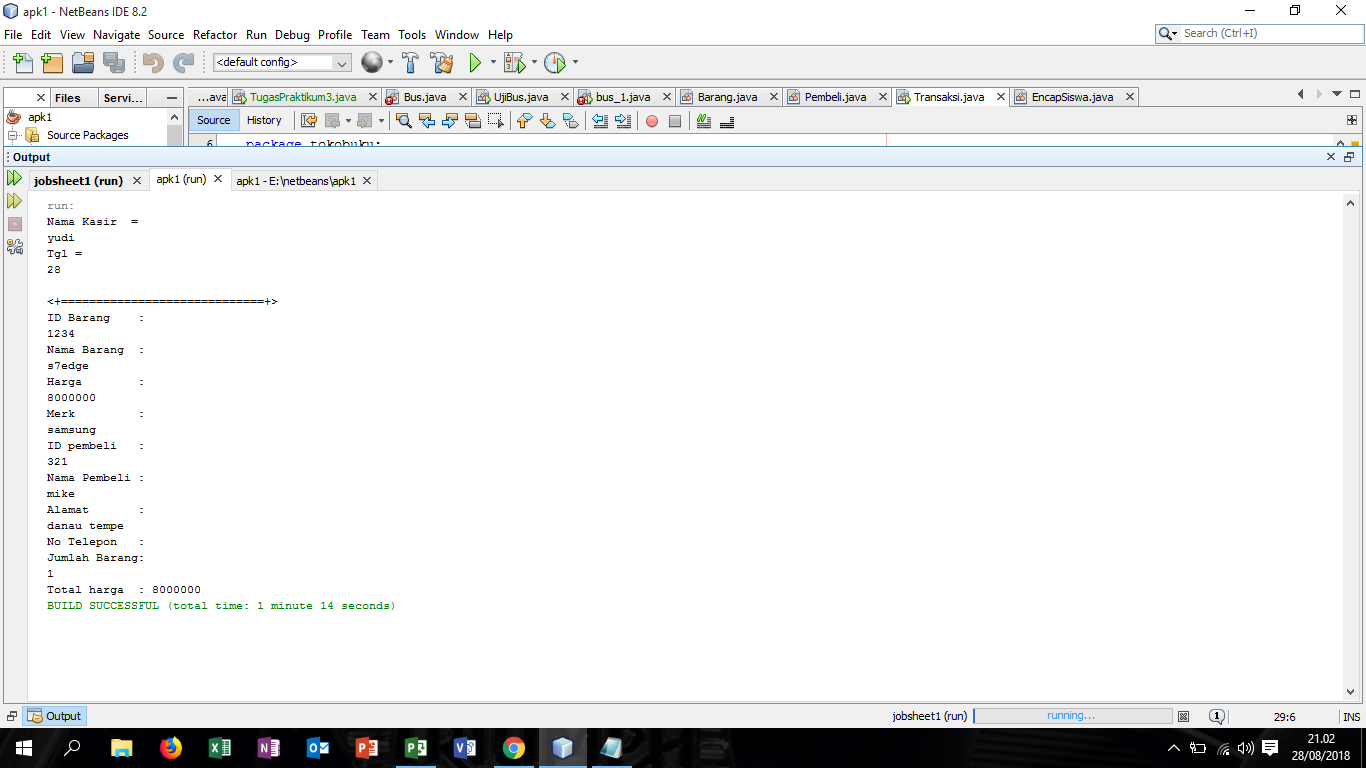 apk1 - NetBeans IDE 8.2
File Edit View Navigate Source Refactor Run Debug Profile Team Tools Window Help
Search (Ctrl+I)
<default config>
Files Servi... ...ava TugasPraktikum3.java Bus.java UjiBus.java bus_1.java Barang.java Pembeli.java Transaksi.java EncapSiswa.java
apk1
Source Packages
Source History
6 package tokobuku;
Output
jobsheet1 (run) apk1 (run) apk1 - E:\netbeans\apk1
run:
Nama Kasir =
yudi
Tgl =
28
<+=============================+>
ID Barang :
1234
Nama Barang :
s7edge
Harga :
8000000
Merk :
samsung
ID pembeli :
321
Nama Pembeli :
mike
Alamat :
danau tempe
No Telepon :
Jumlah Barang:
1
Total harga : 8000000
BUILD SUCCESSFUL (total time: 1 minute 14 seconds)
Output jobsheet1 (run) running... 1 29:6 INS
21.02
28/08/2018